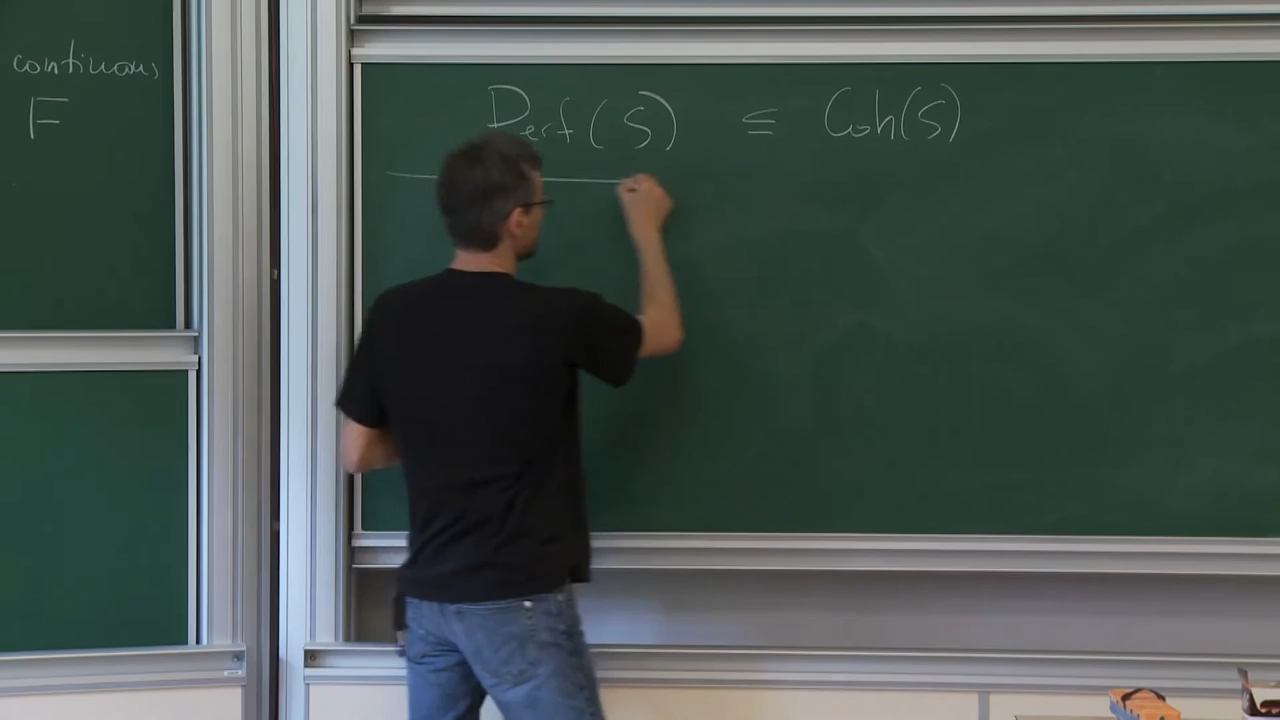 continuous,
F
Perf(S) ⊆ Coh(S)